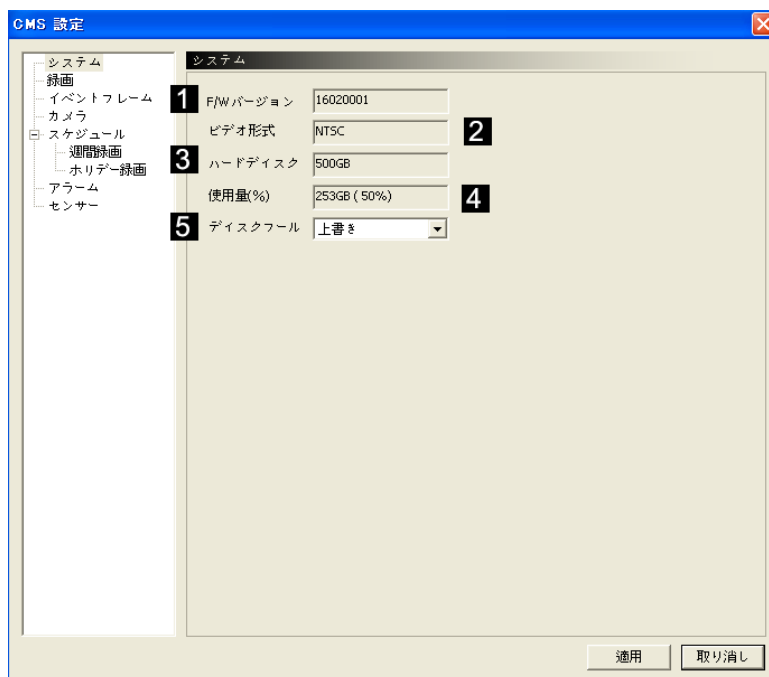 CMS 設定
システム
録画
イベントフレーム
カメラ
スケジュール
週間録画
ホリデー録画
アラーム
センサー
システム
1 F/Wバージョン 16020001
ビデオ形式 NTSC 2
3 ハードディスク 500GB
使用量(%) 253GB ( 50%) 4
5 ディスクフール 上書き
適用 取り消し